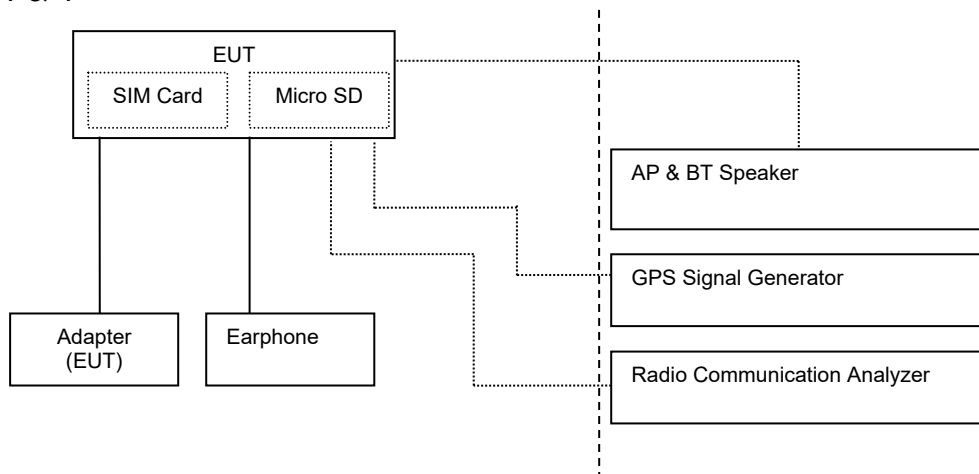 EUT
SIM Card
Micro SD
AP & BT Speaker
GPS Signal Generator
Adapter
(EUT)
Earphone
Radio Communication Analyzer